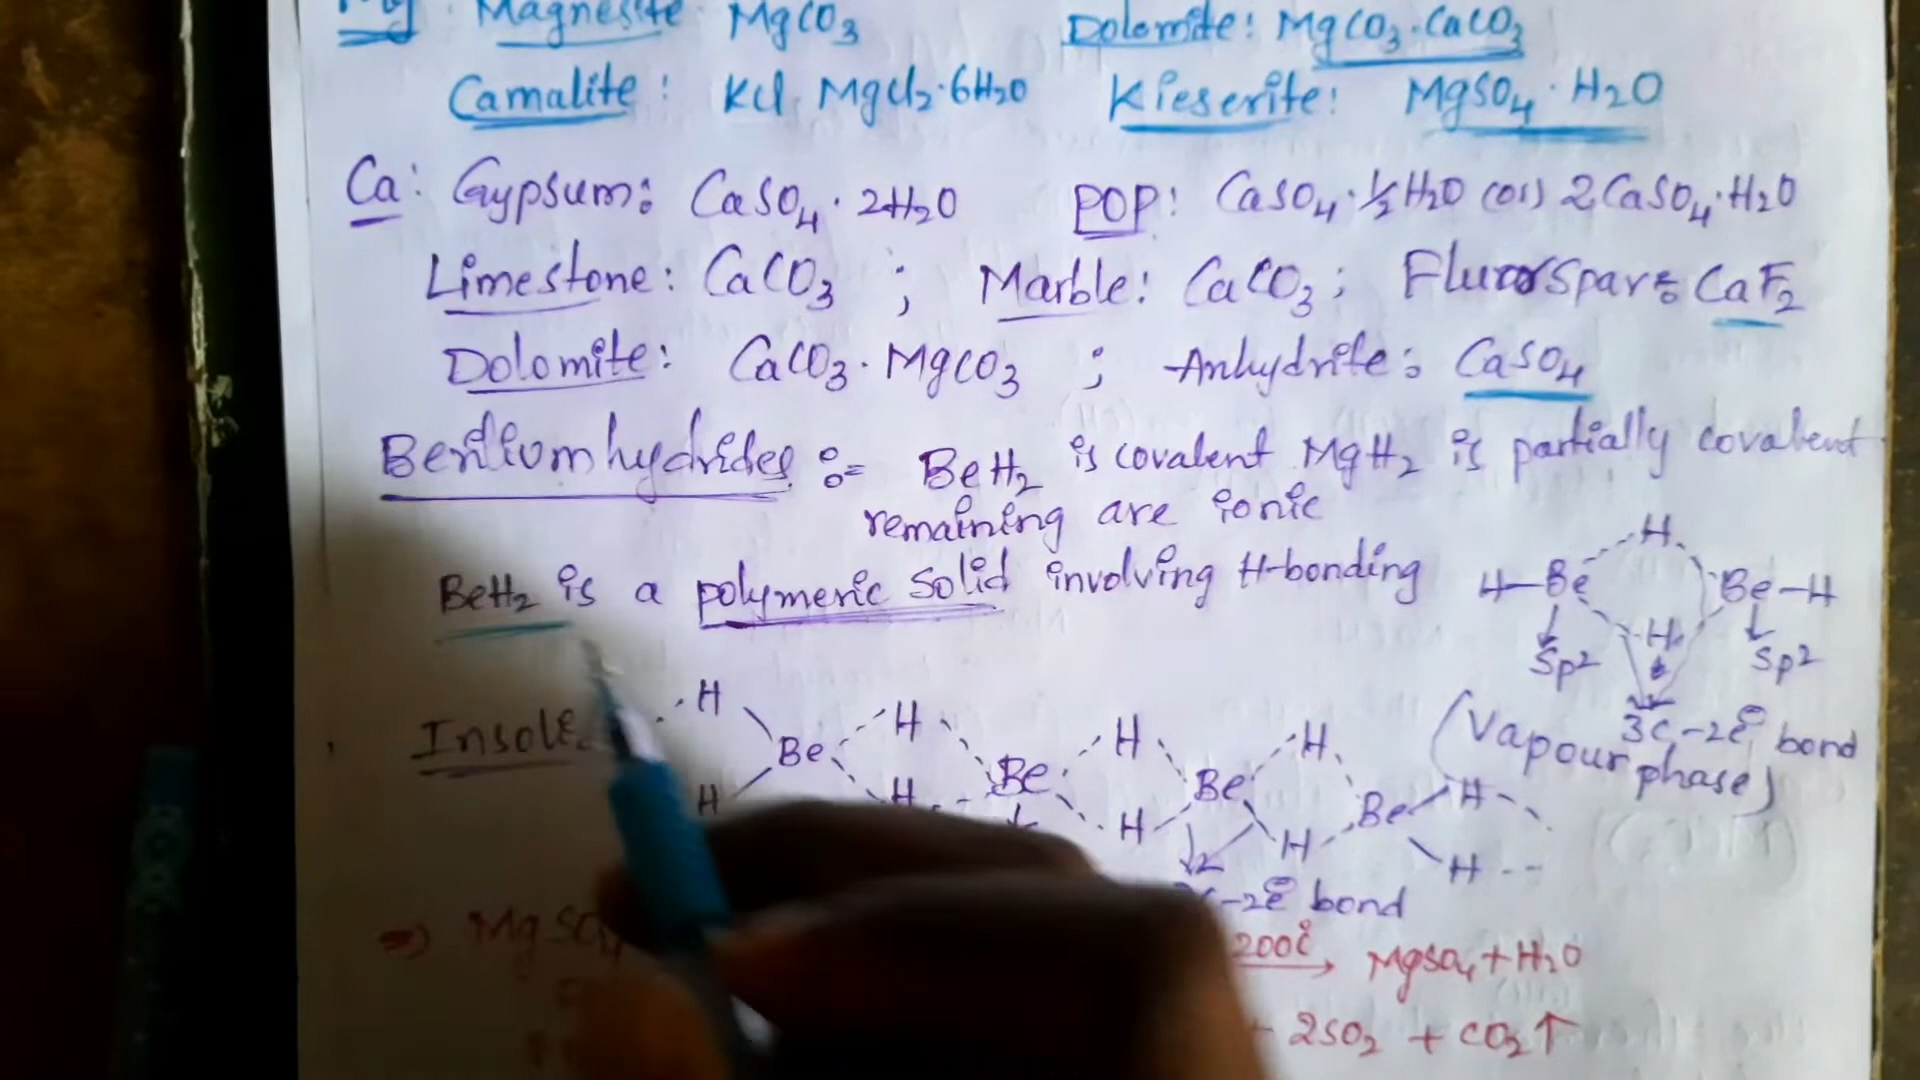 Mg Magnesite MgCO3 Dolomite: MgCO3.CaCO3
Camalite: KCl MgCl2.6H2O Kieserite: MgSO4.H2O
Ca: Gypsum: CaSO4.2H2O POP: CaSO4.½H2O (or) 2CaSO4.H2O
Limestone: CaCO3 ; Marble: CaCO3; Fluorspar: CaF2
Dolomite: CaCO3.MgCO3 ; Anhydrite: CaSO4
Berlliom hydrides := BeH2 is covalent MgH2 is partially covalent
remaining are ionic
BeH2 is a polymeric Solid involving H-bonding
H
H-Be Be-H
H
Sp2 Sp2
3C-2e⁻ bond
(Vapour phase)
H H H H
Be Be Be Be H
H H H H H
-2e⁻ bond
=> MgSO4 200°C → MgSO4+H2O
2SO2 + CO2↑